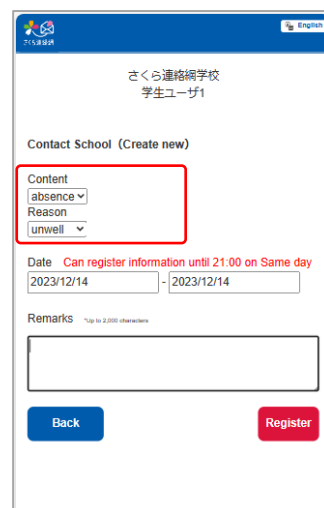 さくら連絡網
English
さくら連絡網学校
学生ユーザ1
Contact School（Create new）
Content
absence
Reason
unwell
Date Can register information until 21:00 on Same day
2023/12/14 - 2023/12/14
Remarks *Up to 2,000 characters
Back Register